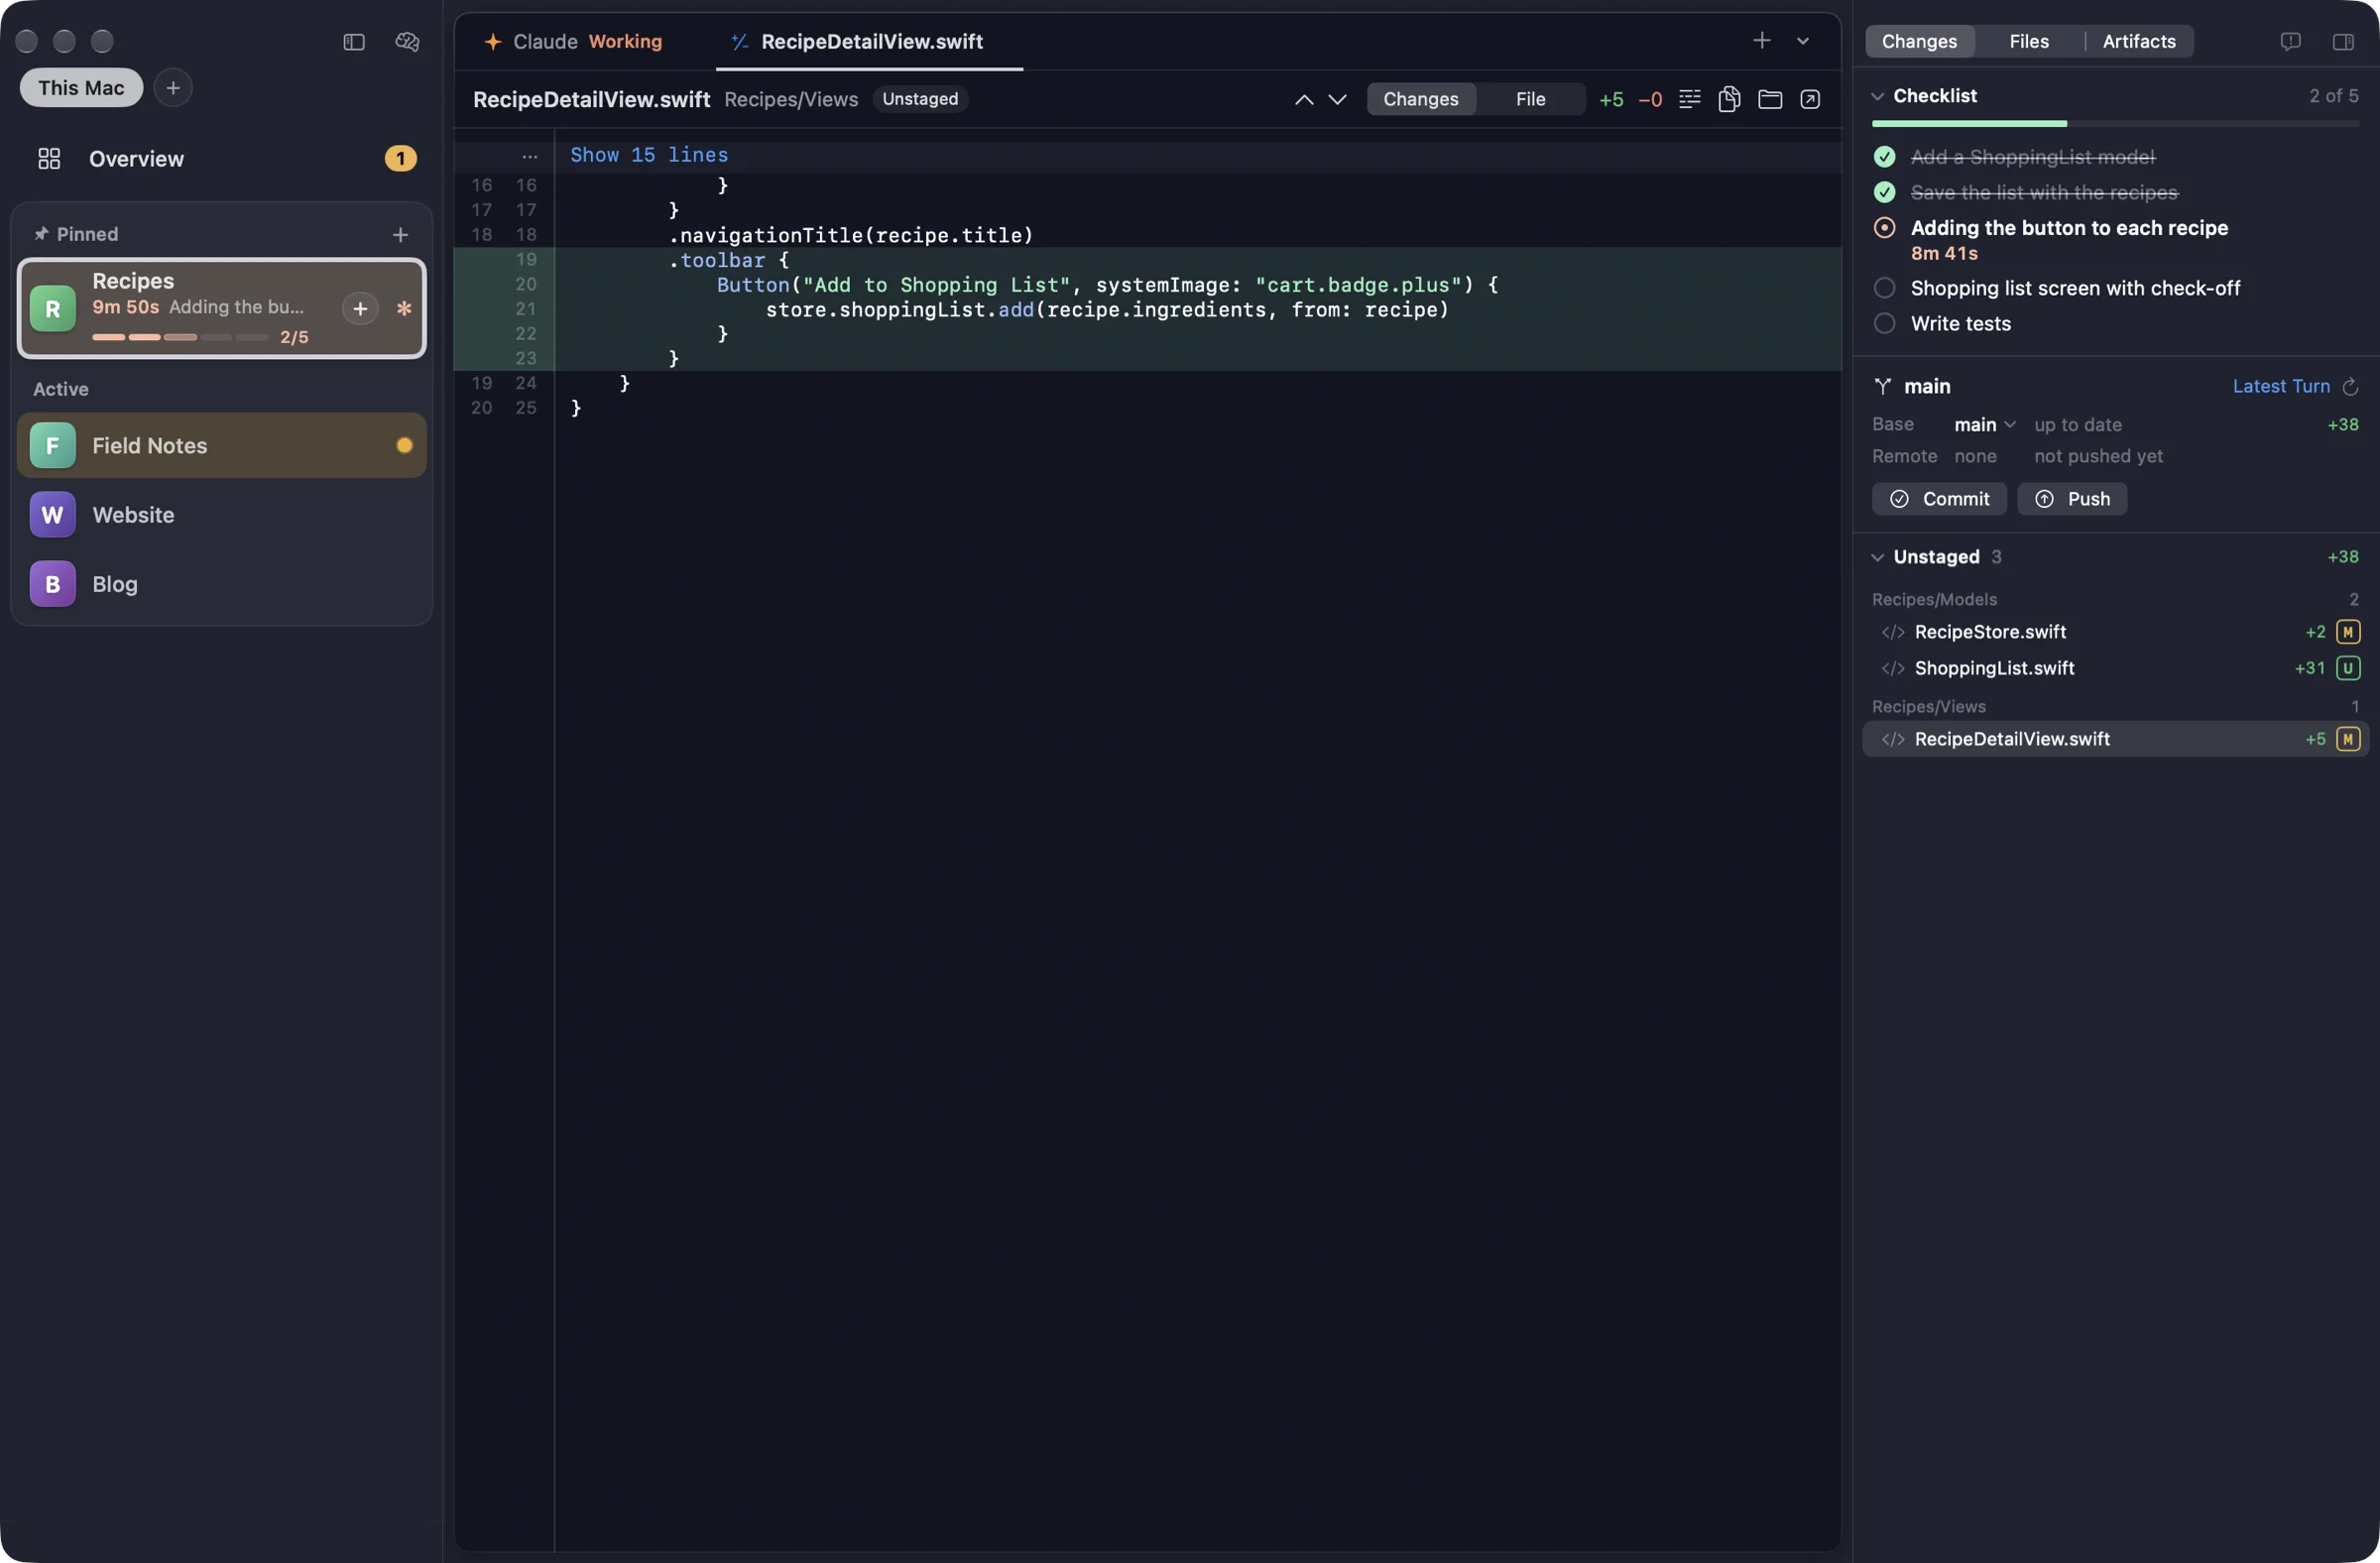 This Mac
Overview 1
Pinned
R Recipes
9m 50s Adding the bu...
2/5
Active
F Field Notes
W Website
B Blog
Claude Working
RecipeDetailView.swift
RecipeDetailView.swift Recipes/Views Unstaged
Changes File +5 −0
... Show 15 lines
16 16 }
17 17 }
18 18 .navigationTitle(recipe.title)
19 .toolbar {
20 Button("Add to Shopping List", systemImage: "cart.badge.plus") {
21 store.shoppingList.add(recipe.ingredients, from: recipe)
22 }
23 }
19 24 }
20 25 }
Changes Files Artifacts
Checklist 2 of 5
Add a ShoppingList model
Save the list with the recipes
Adding the button to each recipe
8m 41s
Shopping list screen with check-off
Write tests
main Latest Turn
Base main up to date +38
Remote none not pushed yet
Commit Push
Unstaged 3 +38
Recipes/Models 2
RecipeStore.swift +2 M
ShoppingList.swift +31 U
Recipes/Views 1
RecipeDetailView.swift +5 M